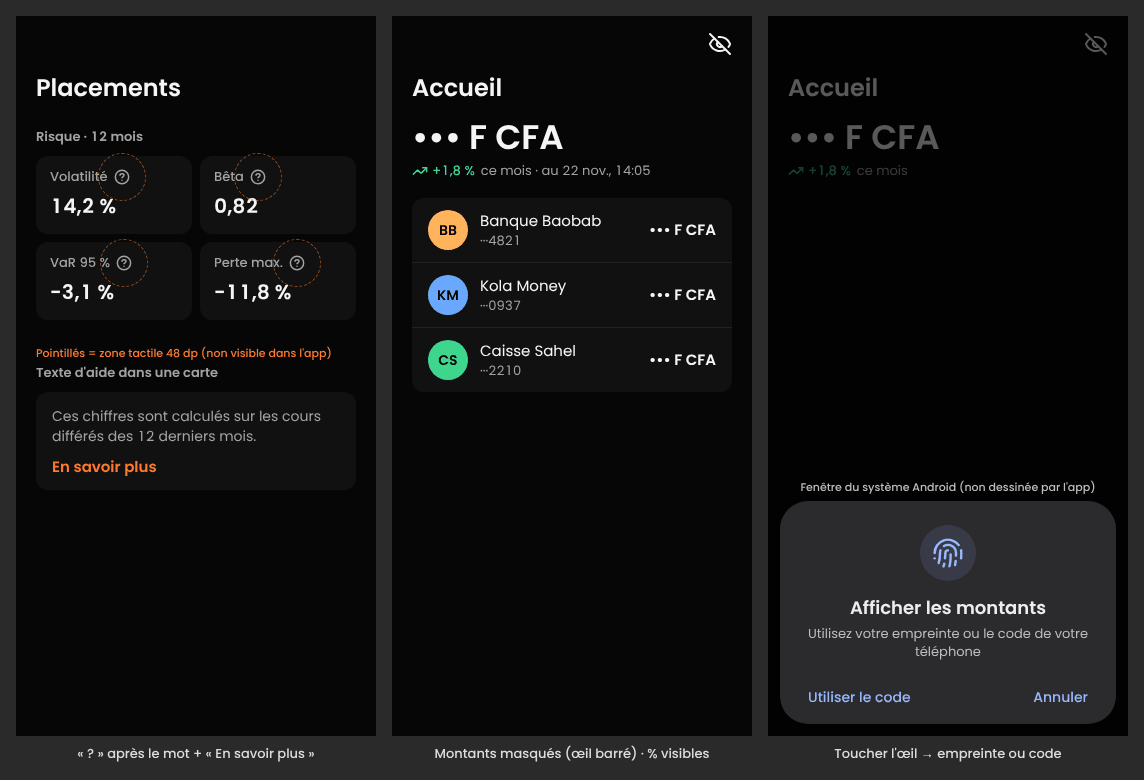 Placements
Risque · 12 mois
Volatilité
Bêta
14,2 %
0,82
VaR 95 %
Perte max.
-3,1 %
-11,8 %
Pointillés = zone tactile 48 dp (non visible dans l'app)
Texte d'aide dans une carte
Ces chiffres sont calculés sur les cours
différés des 12 derniers mois.
En savoir plus
« ? » après le mot + « En savoir plus »
Accueil
••• F CFA
+1,8 % ce mois · au 22 nov., 14:05
BB
Banque Baobab
···4821
••• F CFA
KM
Kola Money
···0937
••• F CFA
CS
Caisse Sahel
···2210
••• F CFA
Montants masqués (œil barré) · % visibles
Accueil
••• F CFA
+1,8 % ce mois
Fenêtre du système Android (non dessinée par l'app)
Afficher les montants
Utilisez votre empreinte ou le code de votre
téléphone
Utiliser le code
Annuler
Toucher l'œil → empreinte ou code